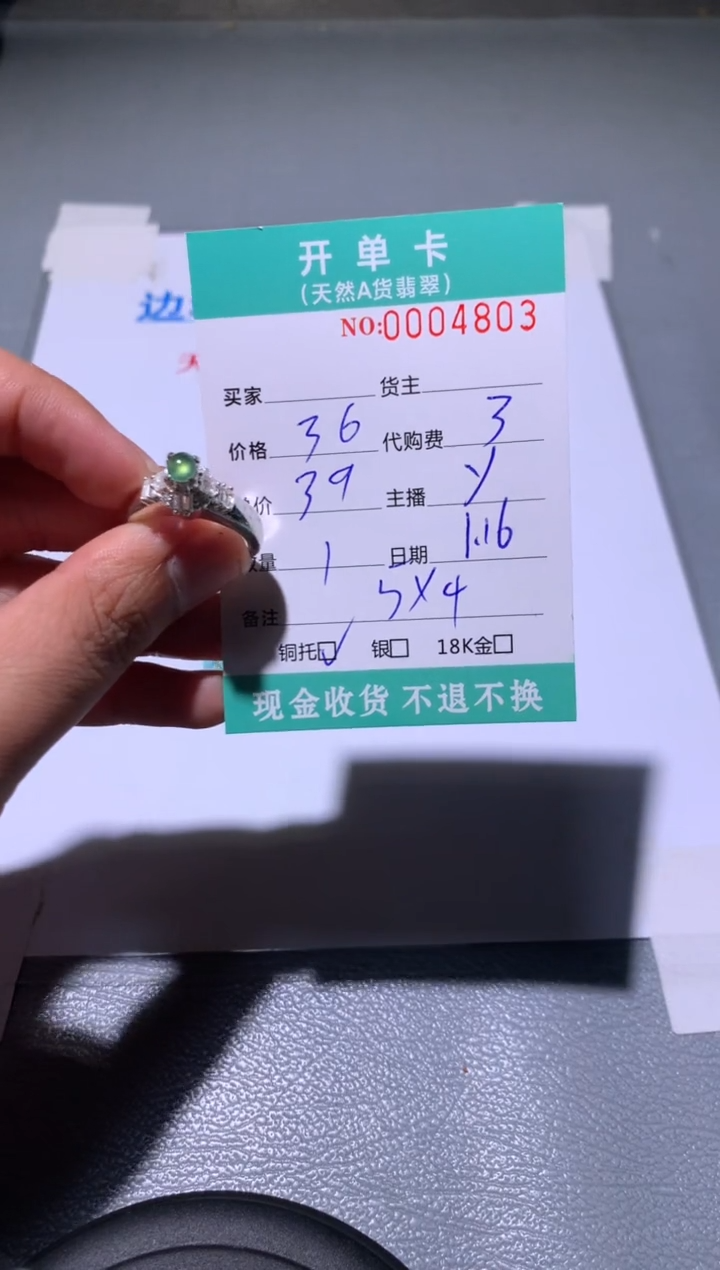 开单卡
(天然A货翡翠)
NO:0004803
边
买家 货主
价格 36 代购费 3
价 39 主播 y
量 1 日期 1.16
备注 5X4
铜托☑ 银□ 18K金□
现金收货 不退不换